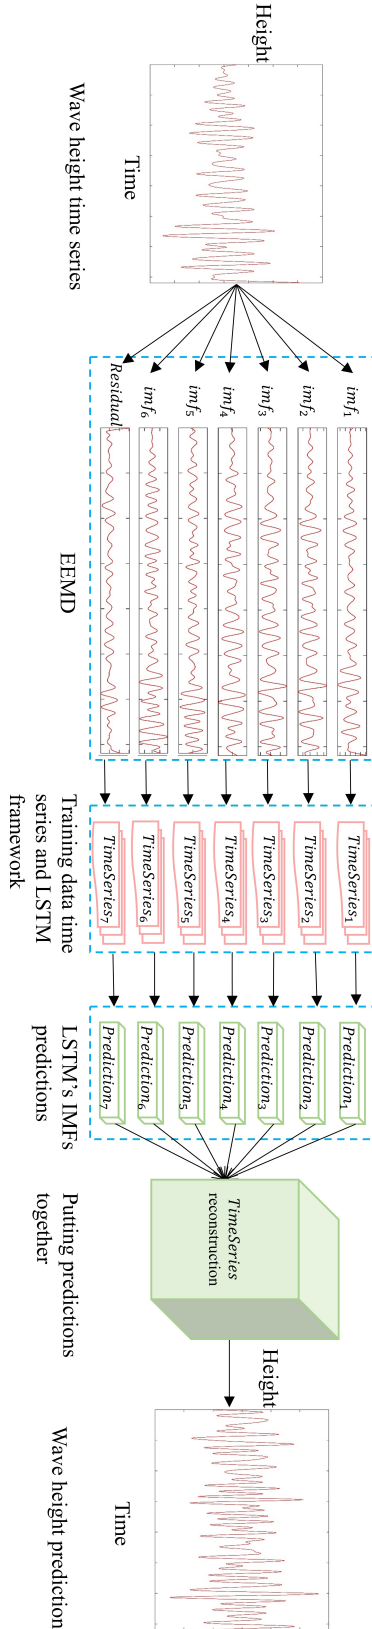 Height
Time
Wave height time series
imf₁
imf₂
imf₃
imf₄
imf₅
imf₆
Residual
EEMD
TimeSeries₁
TimeSeries₂
TimeSeries₃
TimeSeries₄
TimeSeries₅
TimeSeries₆
TimeSeries₇
Training data time
series and LSTM
framework
Prediction₁
Prediction₂
Prediction₃
Prediction₄
Prediction₅
Prediction₆
Prediction₇
LSTM's IMFs
predictions
TimeSeries
reconstruction
Putting predictions
together
Height
Time
Wave height prediction